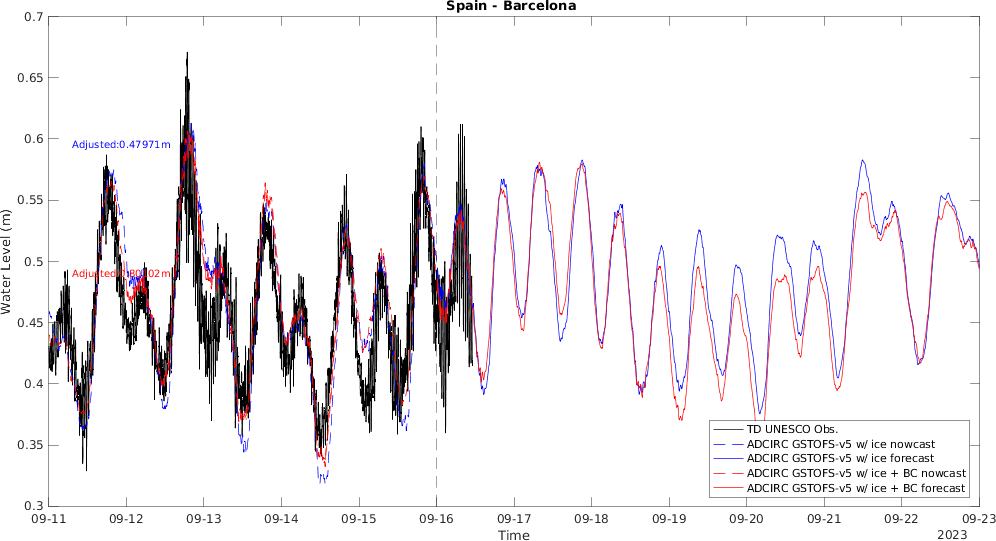 Spain - Barcelona
0.7
0.65
0.6
0.55
0.5
0.45
0.4
0.35
0.3
Water Level (m)
Adjusted:0.47971m
TD UNESCO Obs.
ADCIRC GSTOFS-v5 w/ ice nowcast
ADCIRC GSTOFS-v5 w/ ice forecast
ADCIRC GSTOFS-v5 w/ ice + BC nowcast
ADCIRC GSTOFS-v5 w/ ice + BC forecast
09-11 09-12 09-13 09-14 09-15 09-16 09-17 09-18 09-19 09-20 09-21 09-22 09-23
Time
2023